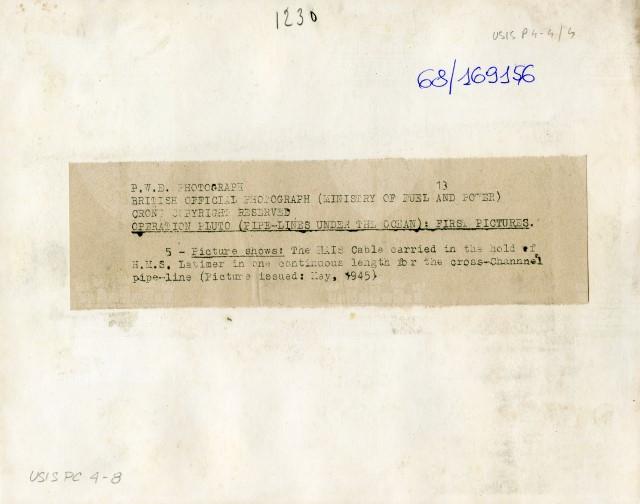 1230
USIS P4-4/4
68/169156
P.W.D. PHOTOGRAPH 13
BRITISH OFFICIAL PHOTOGRAPH (MINISTRY OF FUEL AND POWER)
CROWN COPYRIGHT RESERVED
OPERATION PLUTO (PIPE-LINES UNDER THE OCEAN): FIRST PICTURES.
5 - Picture shows: The HAIS Cable carried in the hold of
H.M.S. Latimer in one continuous length for the cross-Channel
pipe-line (Picture issued: May, 1945)
USIS PC 4-8